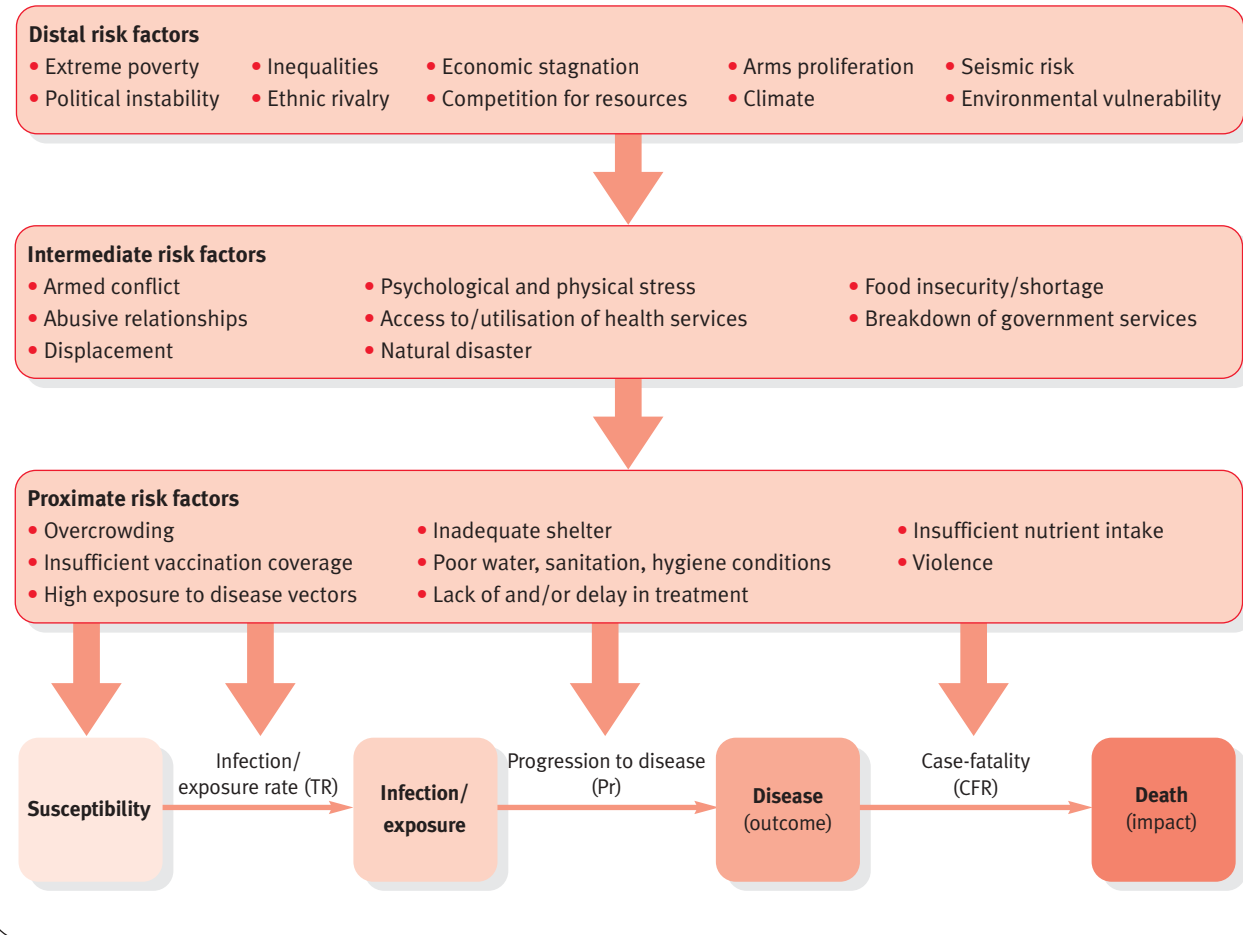 Distal risk factors
• Extreme poverty • Inequalities • Economic stagnation • Arms proliferation • Seismic risk
• Political instability • Ethnic rivalry • Competition for resources • Climate • Environmental vulnerability
Intermediate risk factors
• Armed conflict • Psychological and physical stress • Food insecurity/shortage
• Abusive relationships • Access to/utilisation of health services • Breakdown of government services
• Displacement • Natural disaster
Proximate risk factors
• Overcrowding • Inadequate shelter • Insufficient nutrient intake
• Insufficient vaccination coverage • Poor water, sanitation, hygiene conditions • Violence
• High exposure to disease vectors • Lack of and/or delay in treatment
Susceptibility
Infection/
exposure rate (TR)
Infection/
exposure
Progression to disease
(Pr)
Disease
(outcome)
Case-fatality
(CFR)
Death
(impact)